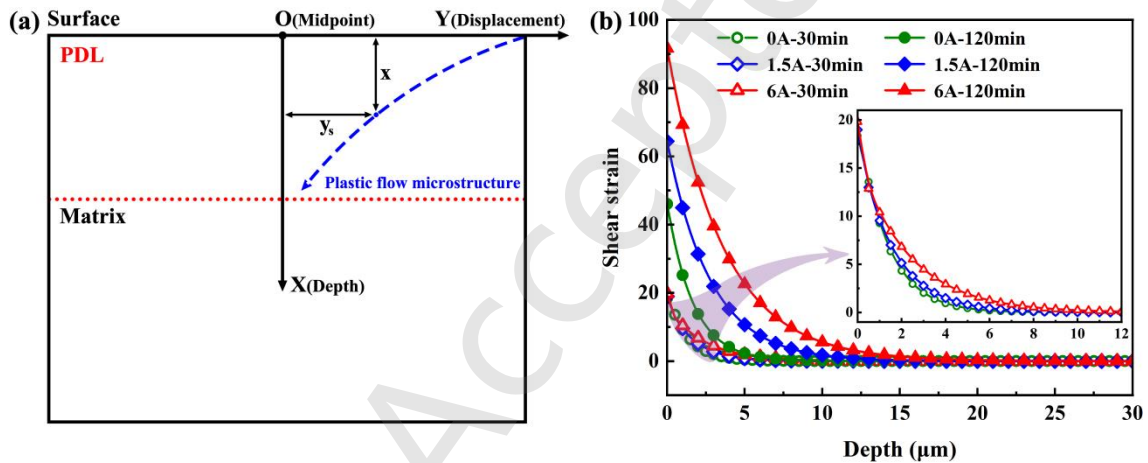 (a)
Surface
O(Midpoint)
Y(Displacement)
PDL
x
ys
Plastic flow microstructure
Matrix
X(Depth)
(b)
100
80
60
40
20
0
Shear strain
0A-30min
0A-120min
1.5A-30min
1.5A-120min
6A-30min
6A-120min
20
15
10
5
0
0 2 4 6 8 10 12
0 5 10 15 20 25 30
Depth (μm)
Accept